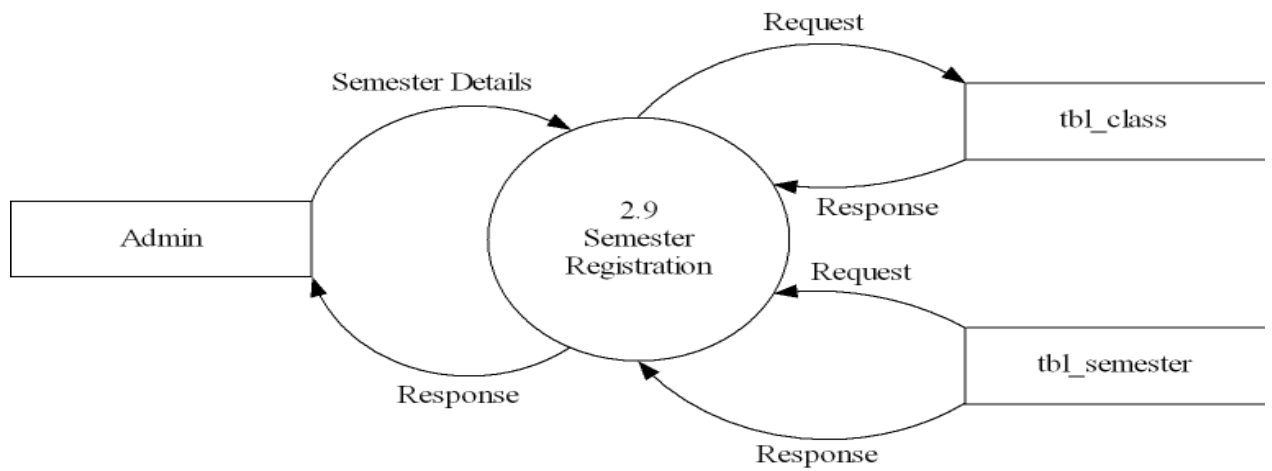 Request
Semester Details
tbl_class
Response
Admin
2.9
Semester
Registration
Request
tbl_semester
Response
Response